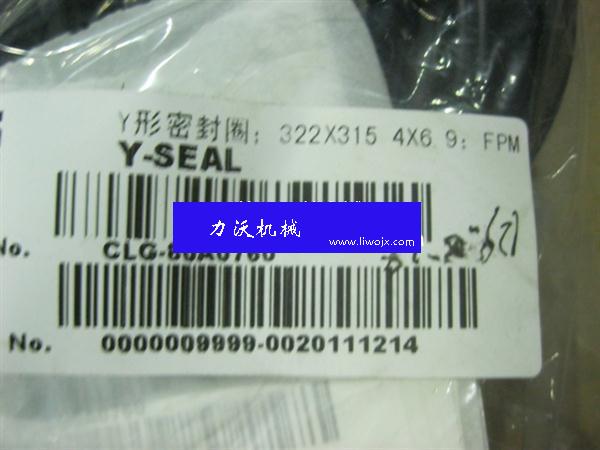 Y形密封圈; 322X315 4X6 9; FPM
Y-SEAL
力沃机械
www.liwojx.com
No.
No. 0000009999-0020111214